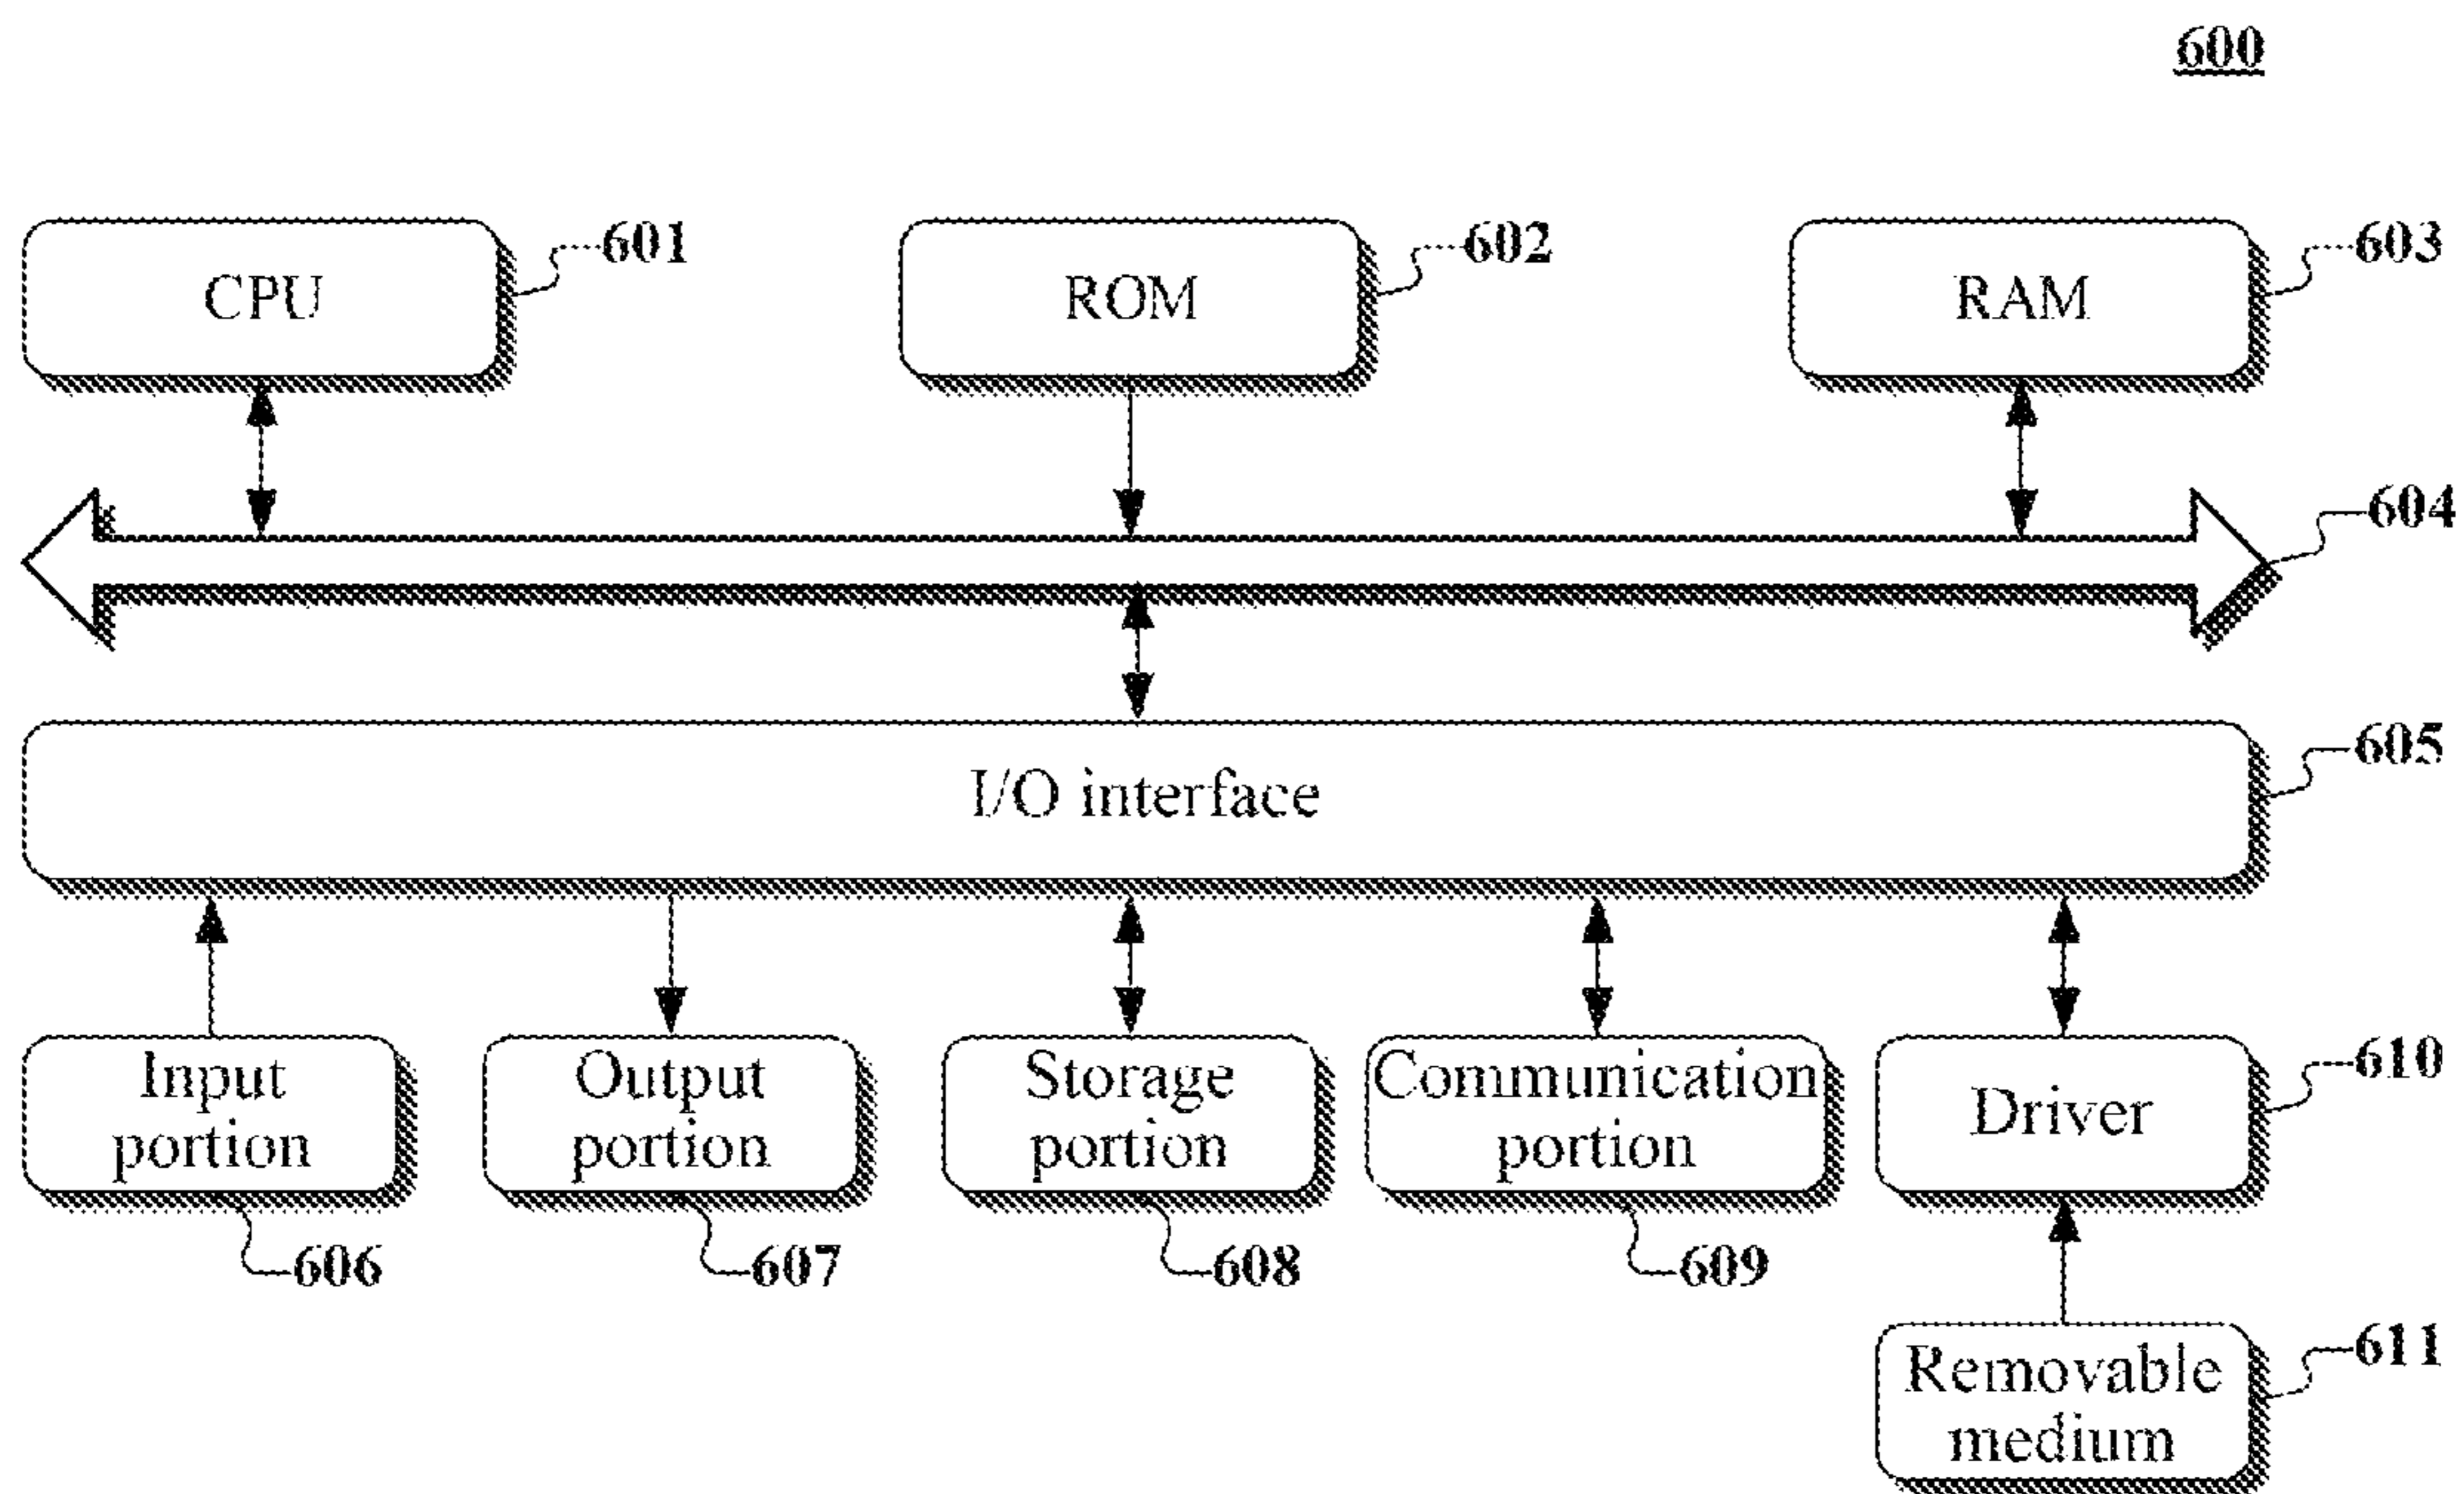 600
CPU
601
ROM
602
RAM
603
604
I/O interface
605
Input
portion
606
Output
portion
607
Storage
portion
608
Communication
portion
609
Driver
610
Removable
medium
611